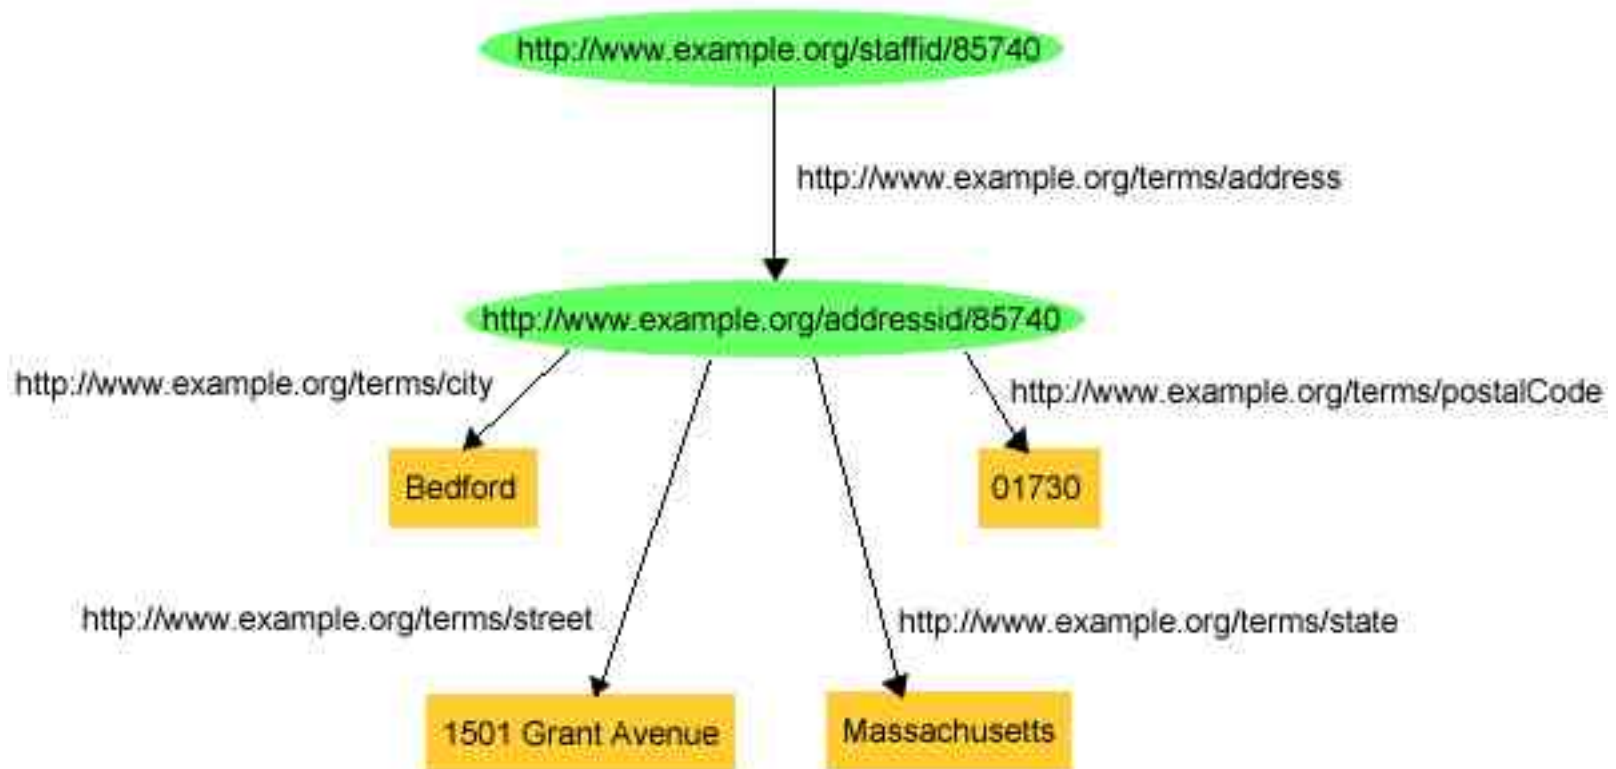 http://www.example.org/staffid/85740
http://www.example.org/terms/address
http://www.example.org/addressid/85740
http://www.example.org/terms/city
http://www.example.org/terms/postalCode
Bedford
01730
http://www.example.org/terms/street
http://www.example.org/terms/state
1501 Grant Avenue
Massachusetts